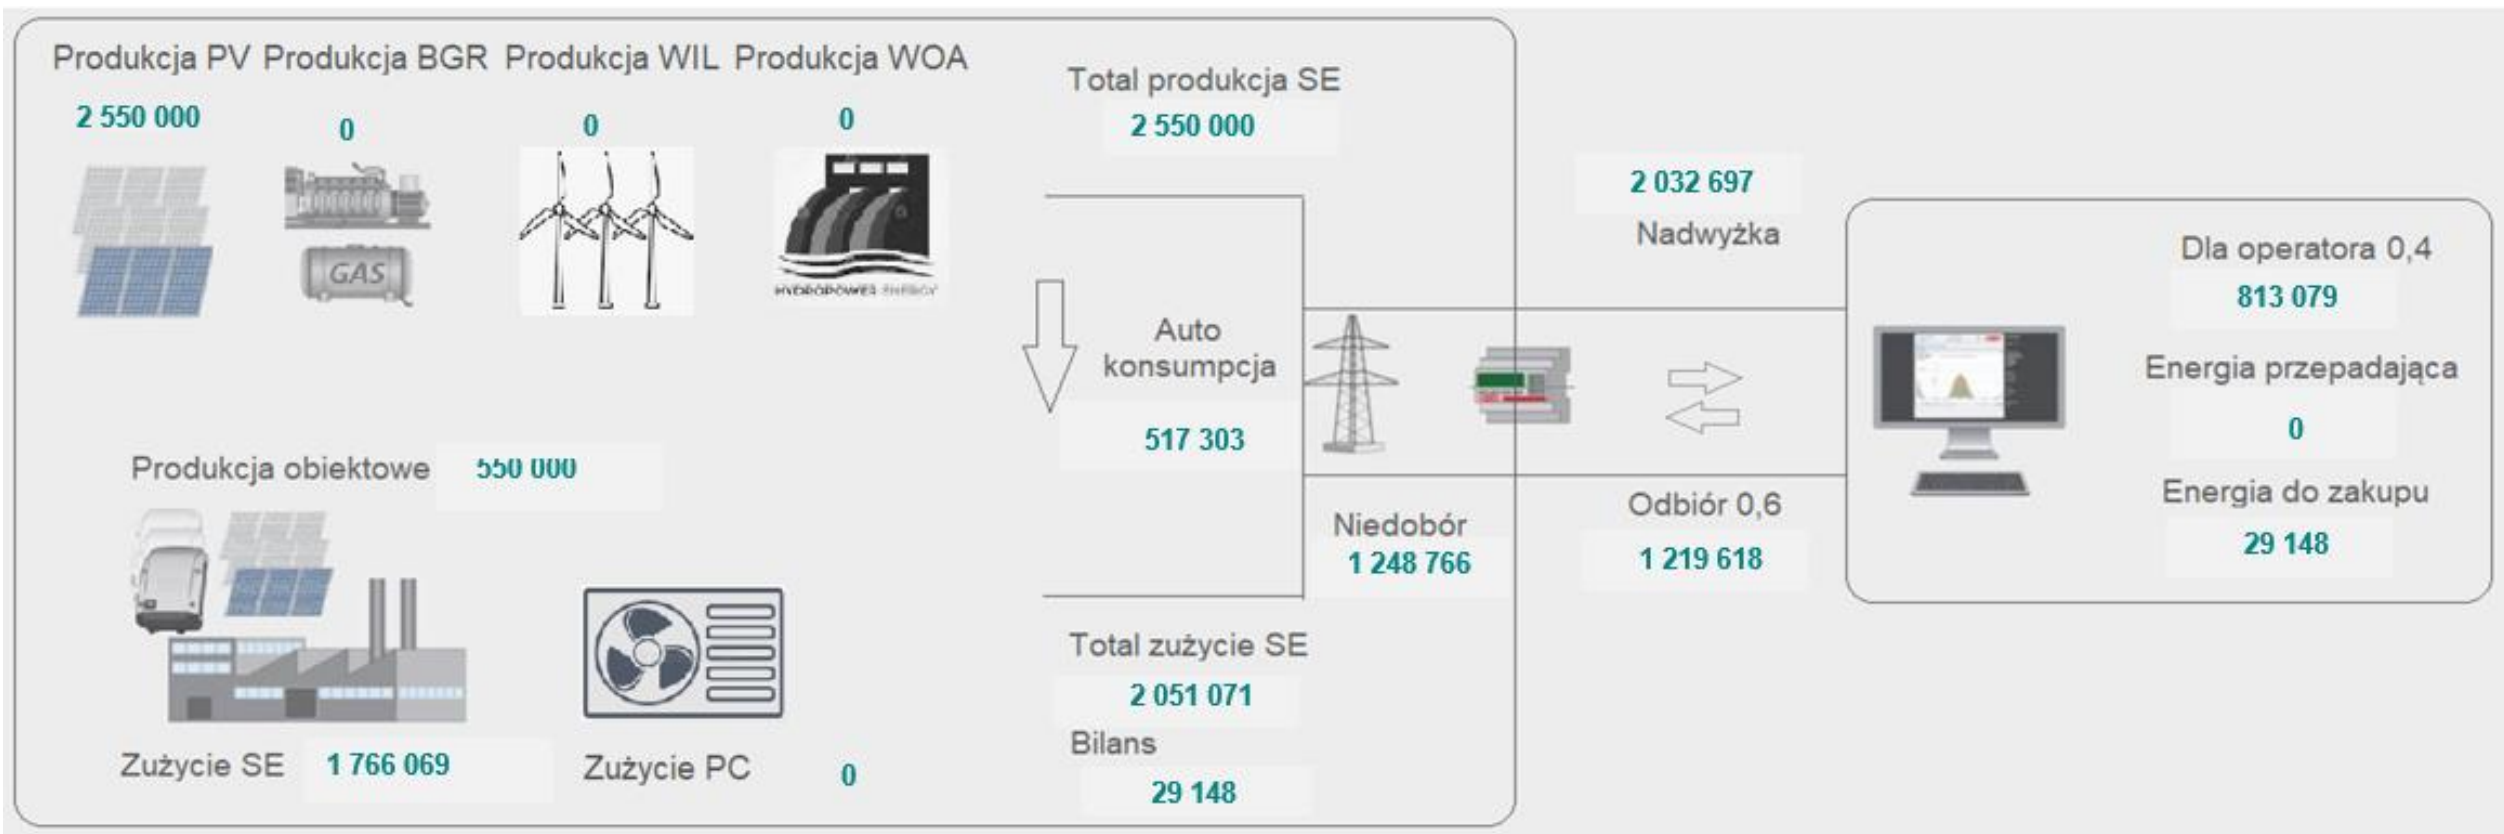 Produkcja PV Produkcja BGR Produkcja WIL Produkcja WOA
2 550 000 0 0 0
Total produkcja SE
2 550 000
GAS
HYDROPOWER ENERGY
2 032 697
Nadwyżka
Dla operatora 0,4
813 079
Auto
konsumpcja
517 303
Energia przepadająca
0
Produkcja obiektowe 550 000
Energia do zakupu
29 148
Niedobór
1 248 766
Odbiór 0,6
1 219 618
Total zużycie SE
2 051 071
Bilans
29 148
Zużycie SE 1 766 069
Zużycie PC 0